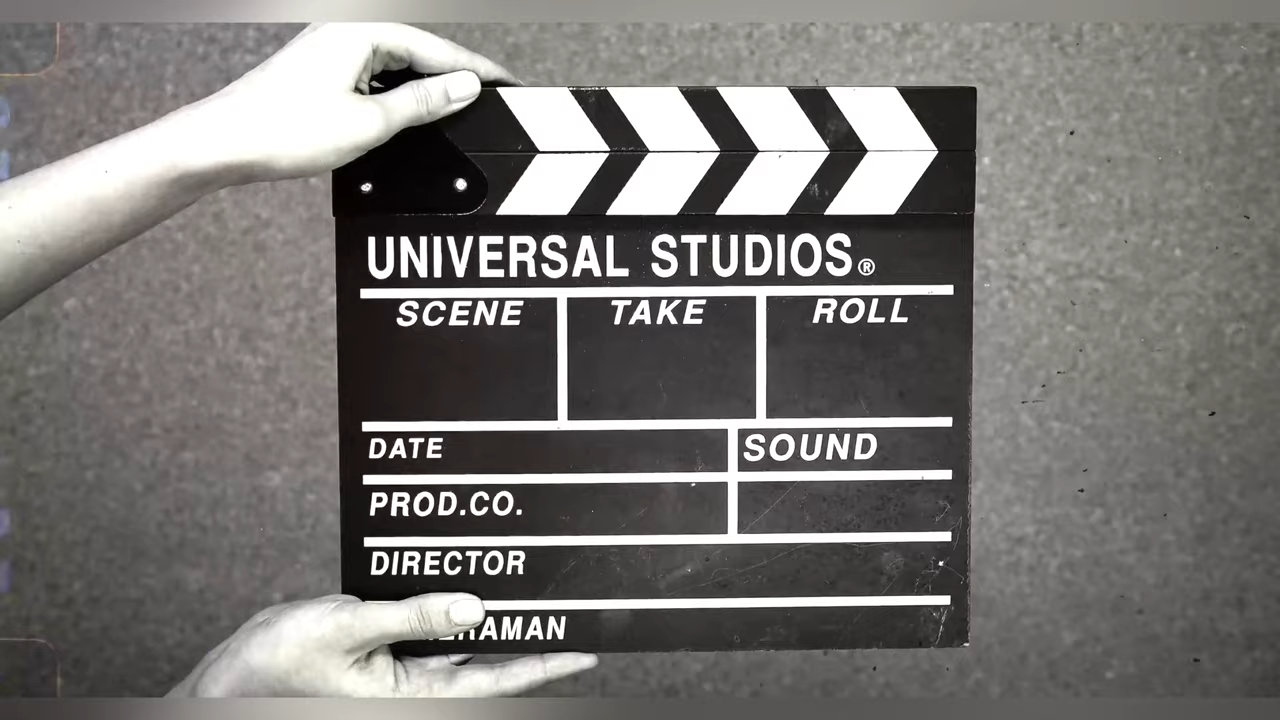 UNIVERSAL STUDIOS®
SCENE TAKE ROLL
DATE SOUND
PROD.CO.
DIRECTOR